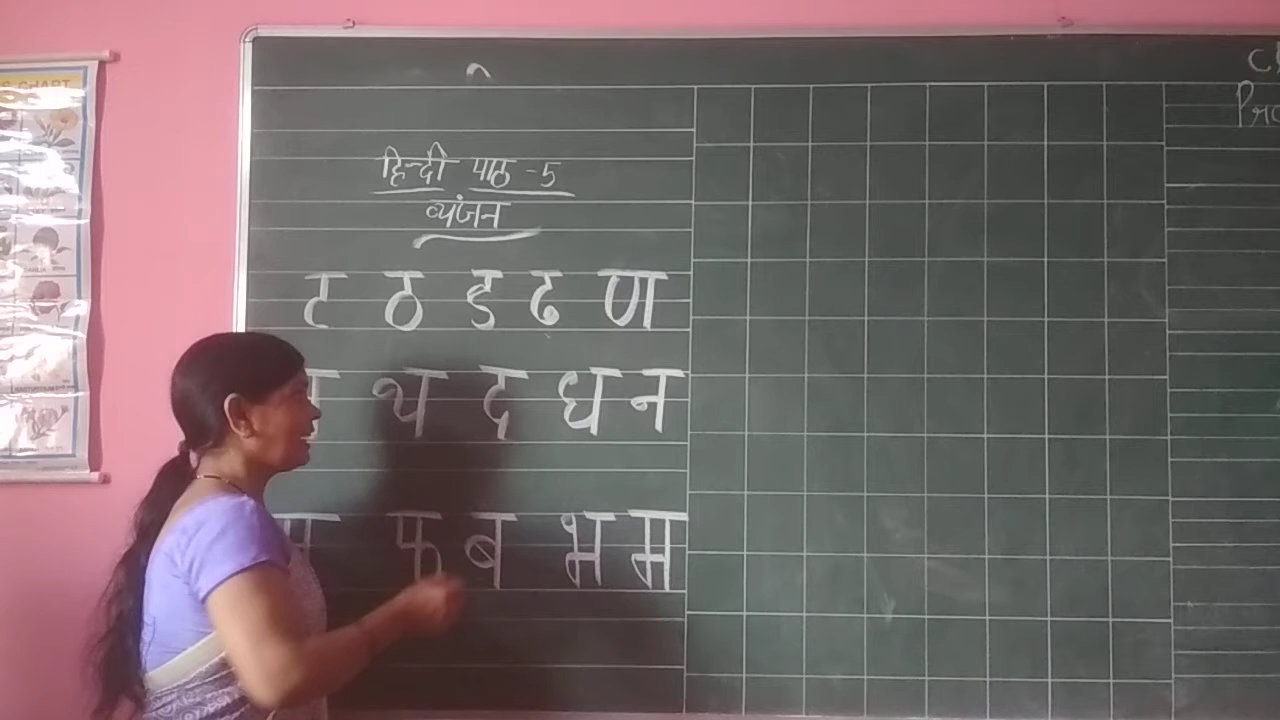 हिन्दी पाठ -5
व्यंजन
ट ठ ड ढ ण
थ द ध न
फ ब भ म